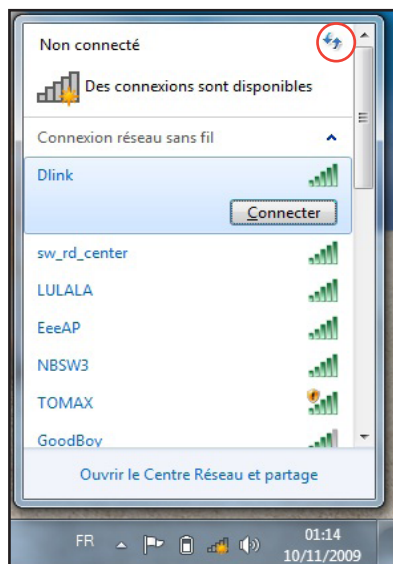 Non connecté
Des connexions sont disponibles
Connexion réseau sans fil
Dlink
Connecter
sw_rd_center
LULALA
EeeAP
NBSW3
TOMAX
GoodBoy
Ouvrir le Centre Réseau et partage
FR
01:14
10/11/2009